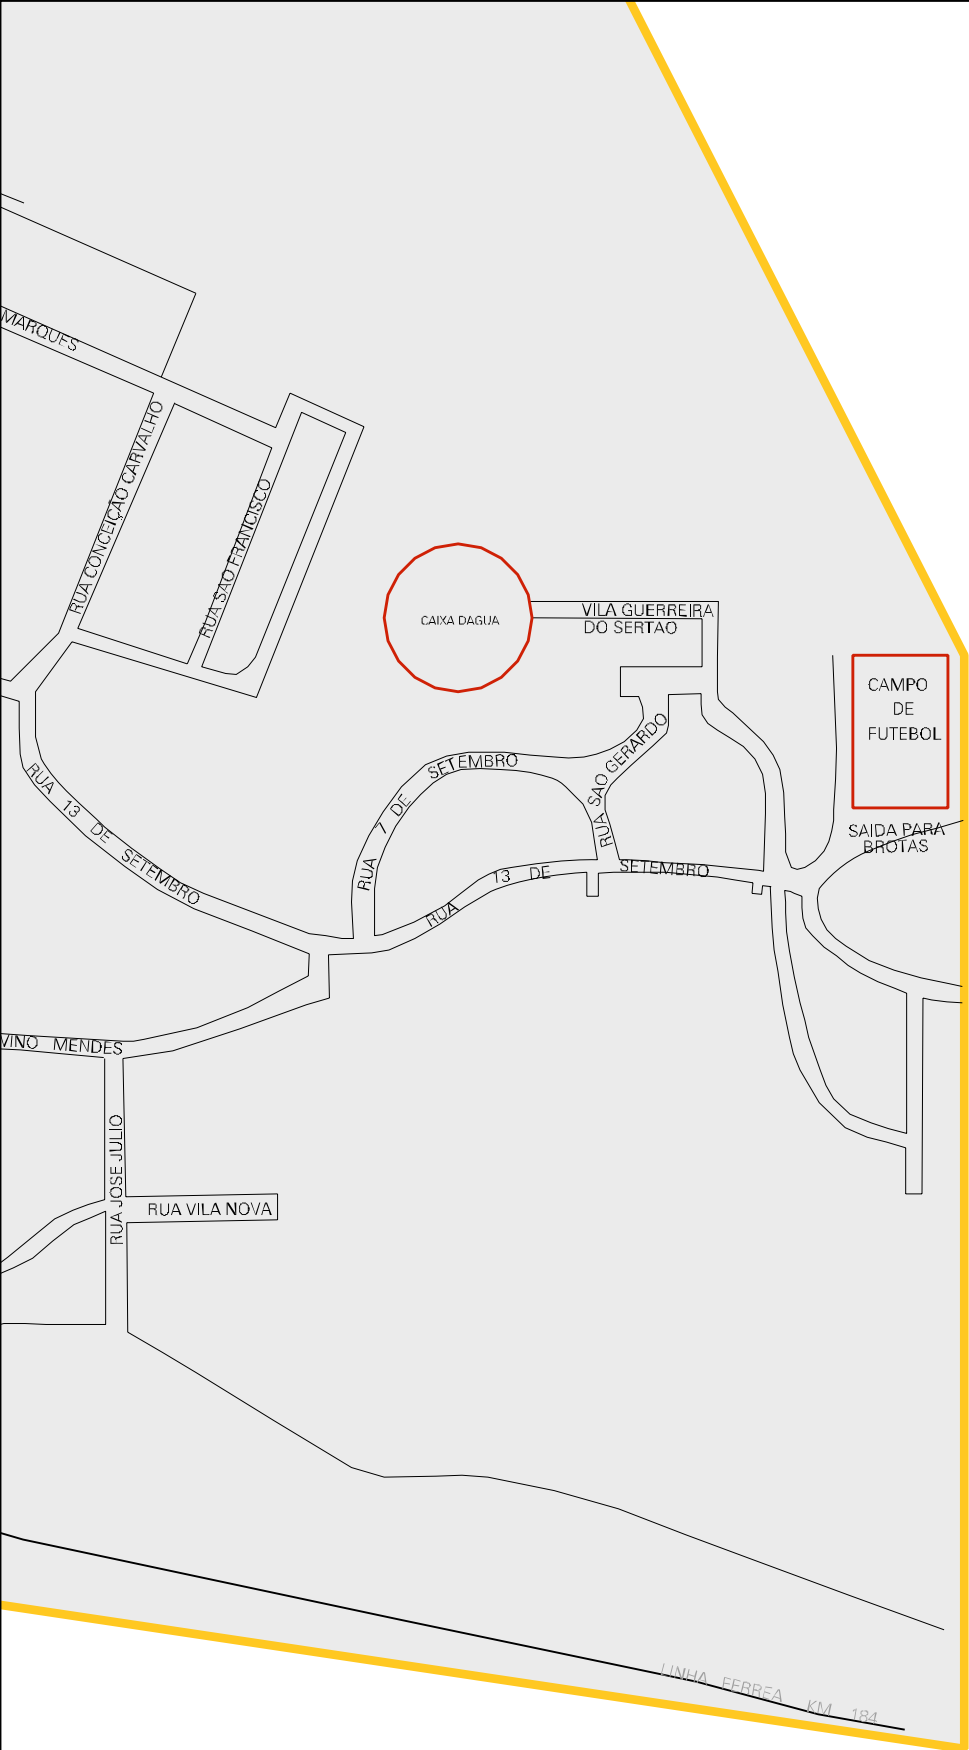 MARQUES
RUA CONCEIÇÃO CARVALHO
RUA SAO FRANCISCO
CAIXA DAGUA
VILA GUERREIRA
DO SERTAO
CAMPO
DE
FUTEBOL
RUA SAO GERARDO
RUA 7 DE SETEMBRO
RUA 13 DE SETEMBRO
SAIDA PARA
BROTAS
RUA 13 DE SETEMBRO
VINO MENDES
RUA JOSE JULIO
RUA VILA NOVA
LINHA FERREA KM 184